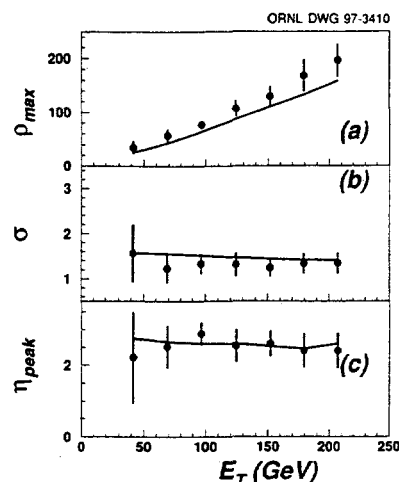 ORNL DWG 97-3410
200
100
0
ρmax
(a)
3
2
1
σ
(b)
2
0
ηpeak
(c)
0 50 100 150 200 250
ET (GeV)